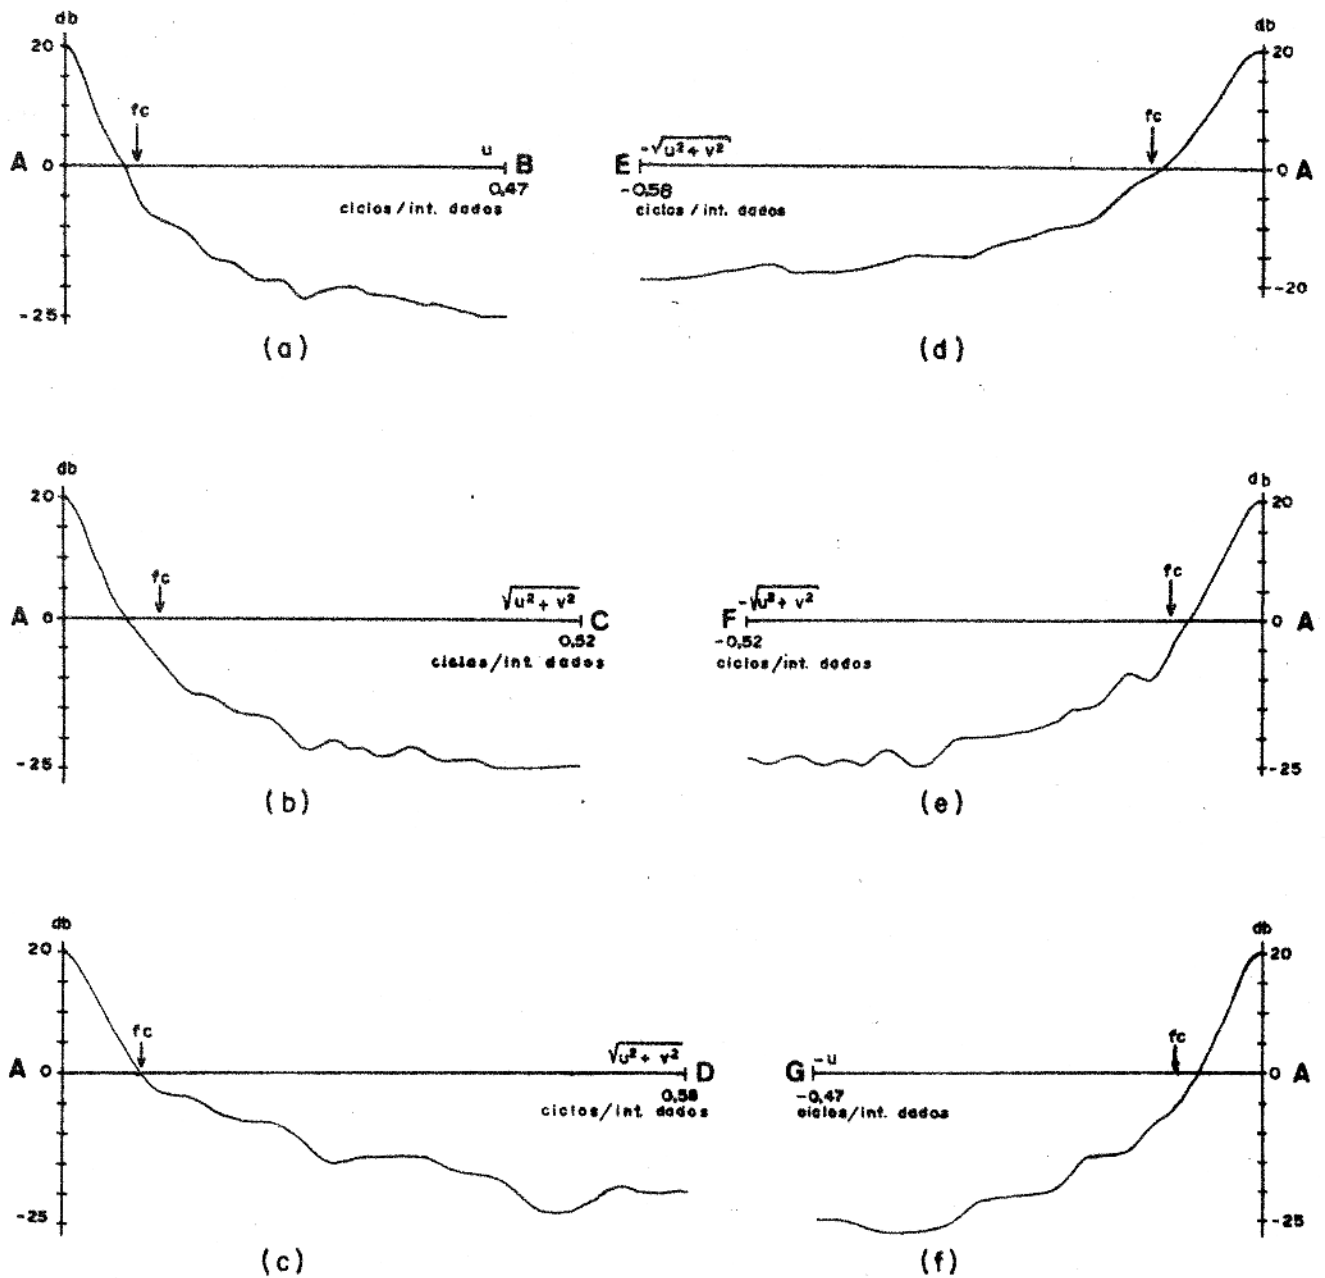 db
20
fc
A
0
u
B
0,47
ciclos/int. dados
-25
(a)
db
20
fc
-√u²+v²
E
0
A
-0,58
ciclos/int. dados
-20
(d)
db
20
fc
√u²+v²
A
0
C
0,52
ciclos/int. dados
-25
(b)
db
20
fc
-√u²+v²
F
0
A
-0,52
ciclos/int. dados
-25
(e)
db
20
fc
√u²+v²
A
0
D
0,58
ciclos/int. dados
-25
(c)
db
20
fc
-u
G
0
A
-0,47
ciclos/int. dados
-25
(f)